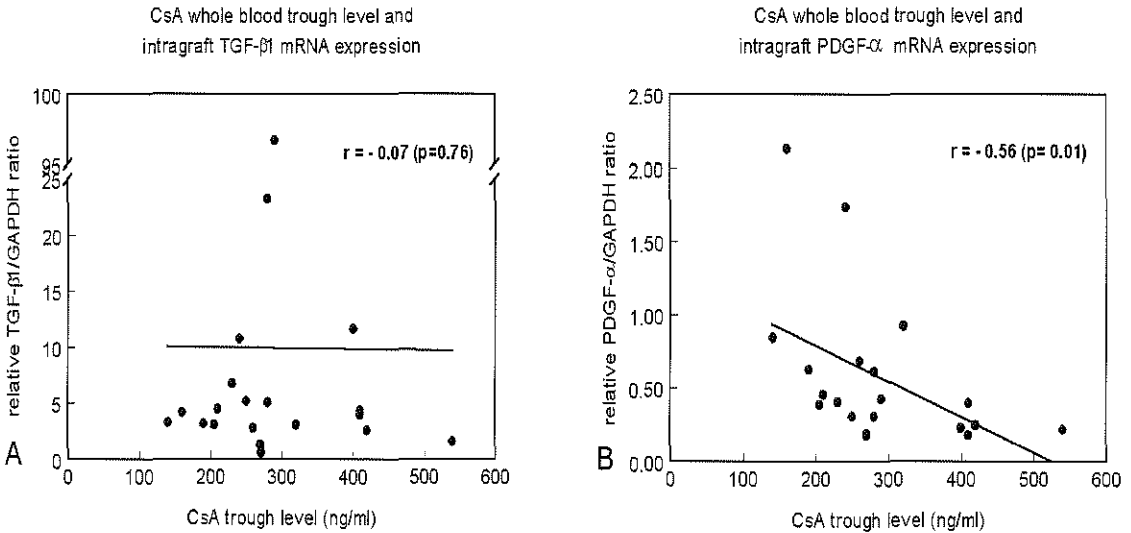 CsA whole blood trough level and
intragraft TGF-β1 mRNA expression
relative TGF-β1/GAPDH ratio
100
95
95
25
20
15
10
5
0
r = - 0.07 (p=0.76)
A
0 100 200 300 400 500 600
CsA trough level (ng/ml)
CsA whole blood trough level and
intragraft PDGF-α mRNA expression
relative PDGF-α/GAPDH ratio
2.50
2.00
1.50
1.00
0.50
0.00
r = - 0.56 (p= 0.01)
B
0 100 200 300 400 500 600
CsA trough level (ng/ml)